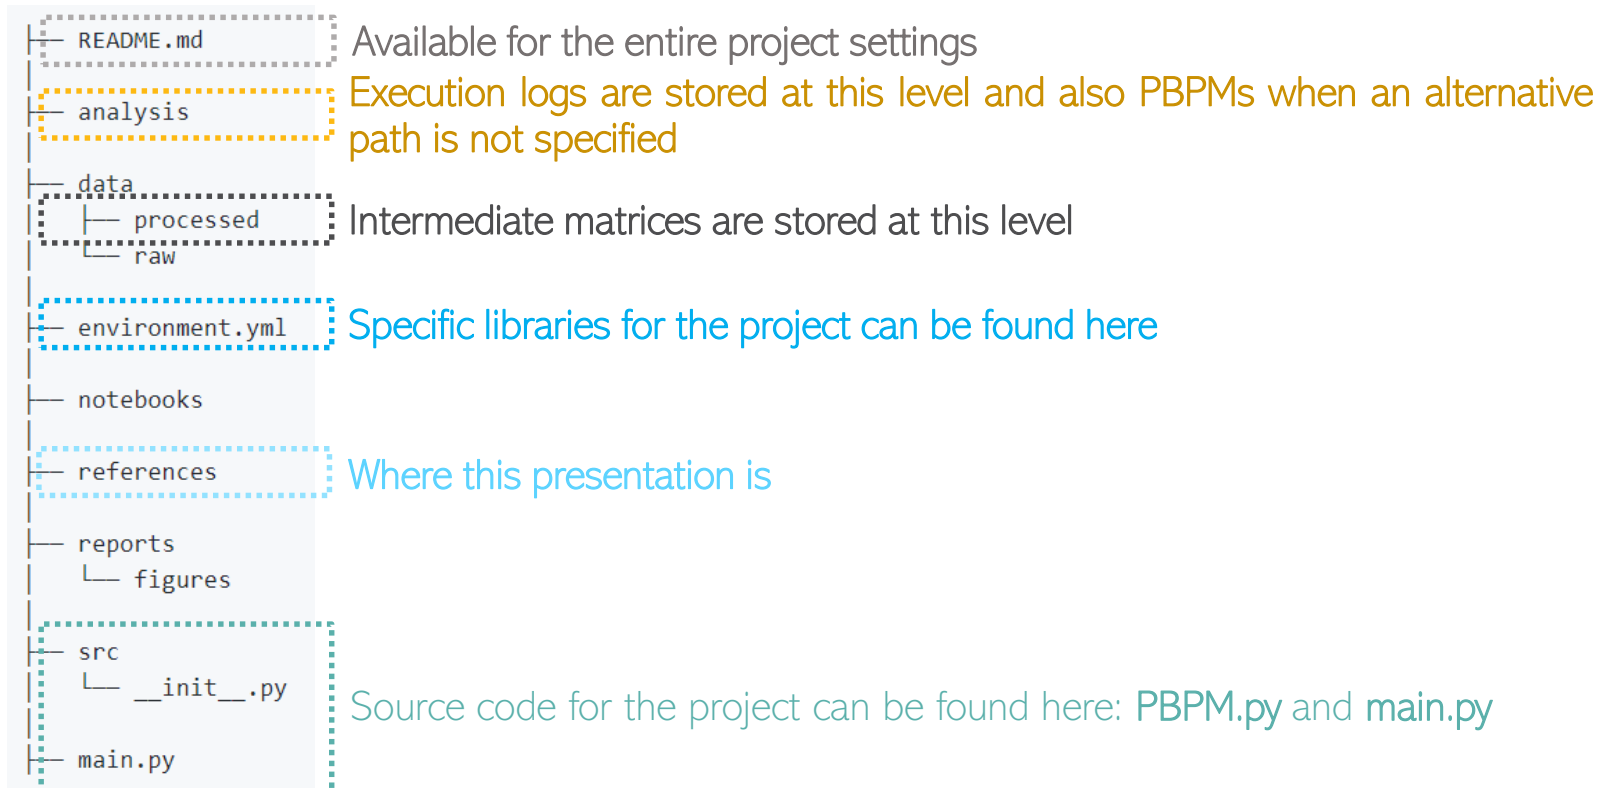 ├── README.md
Available for the entire project settings
├── analysis
Execution logs are stored at this level and also PBPMs when an alternative
path is not specified
├── data
│   ├── processed
Intermediate matrices are stored at this level
│   └── raw
├── environment.yml
Specific libraries for the project can be found here
├── notebooks
├── references
Where this presentation is
├── reports
│   └── figures
├── src
│   └── __init__.py
Source code for the project can be found here: PBPM.py and main.py
├── main.py